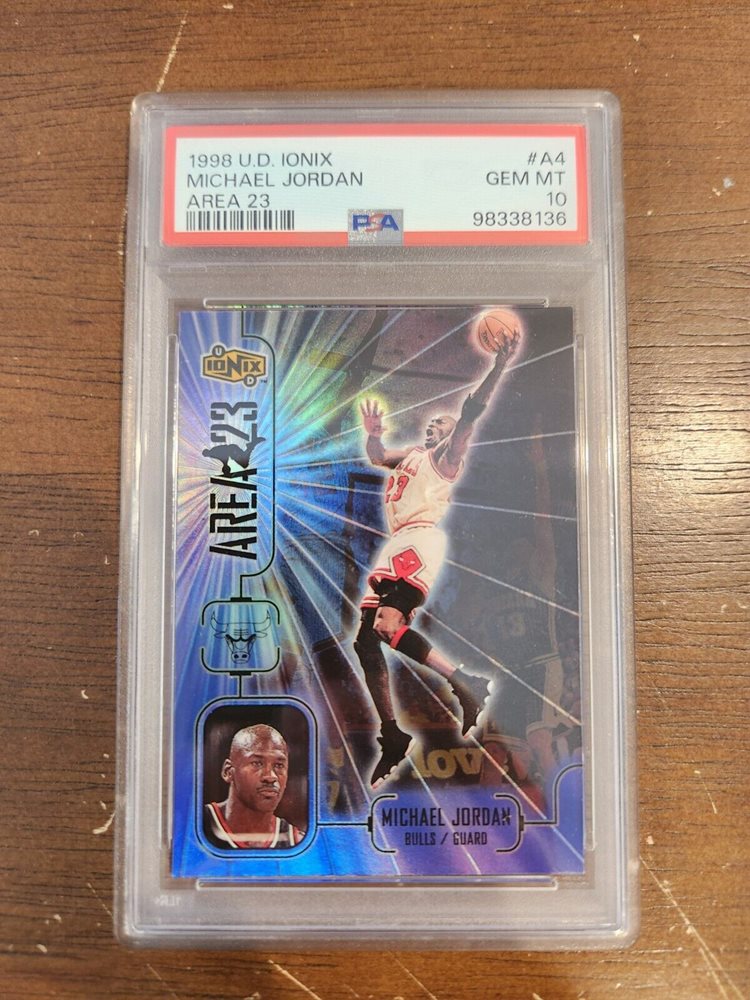 1998 U.D. IONIX #A4
MICHAEL JORDAN GEM MT
AREA 23 10
PSA 98338136
U
IONIX
D ™
AREA 23
23
MICHAEL JORDAN
BULLS / GUARD